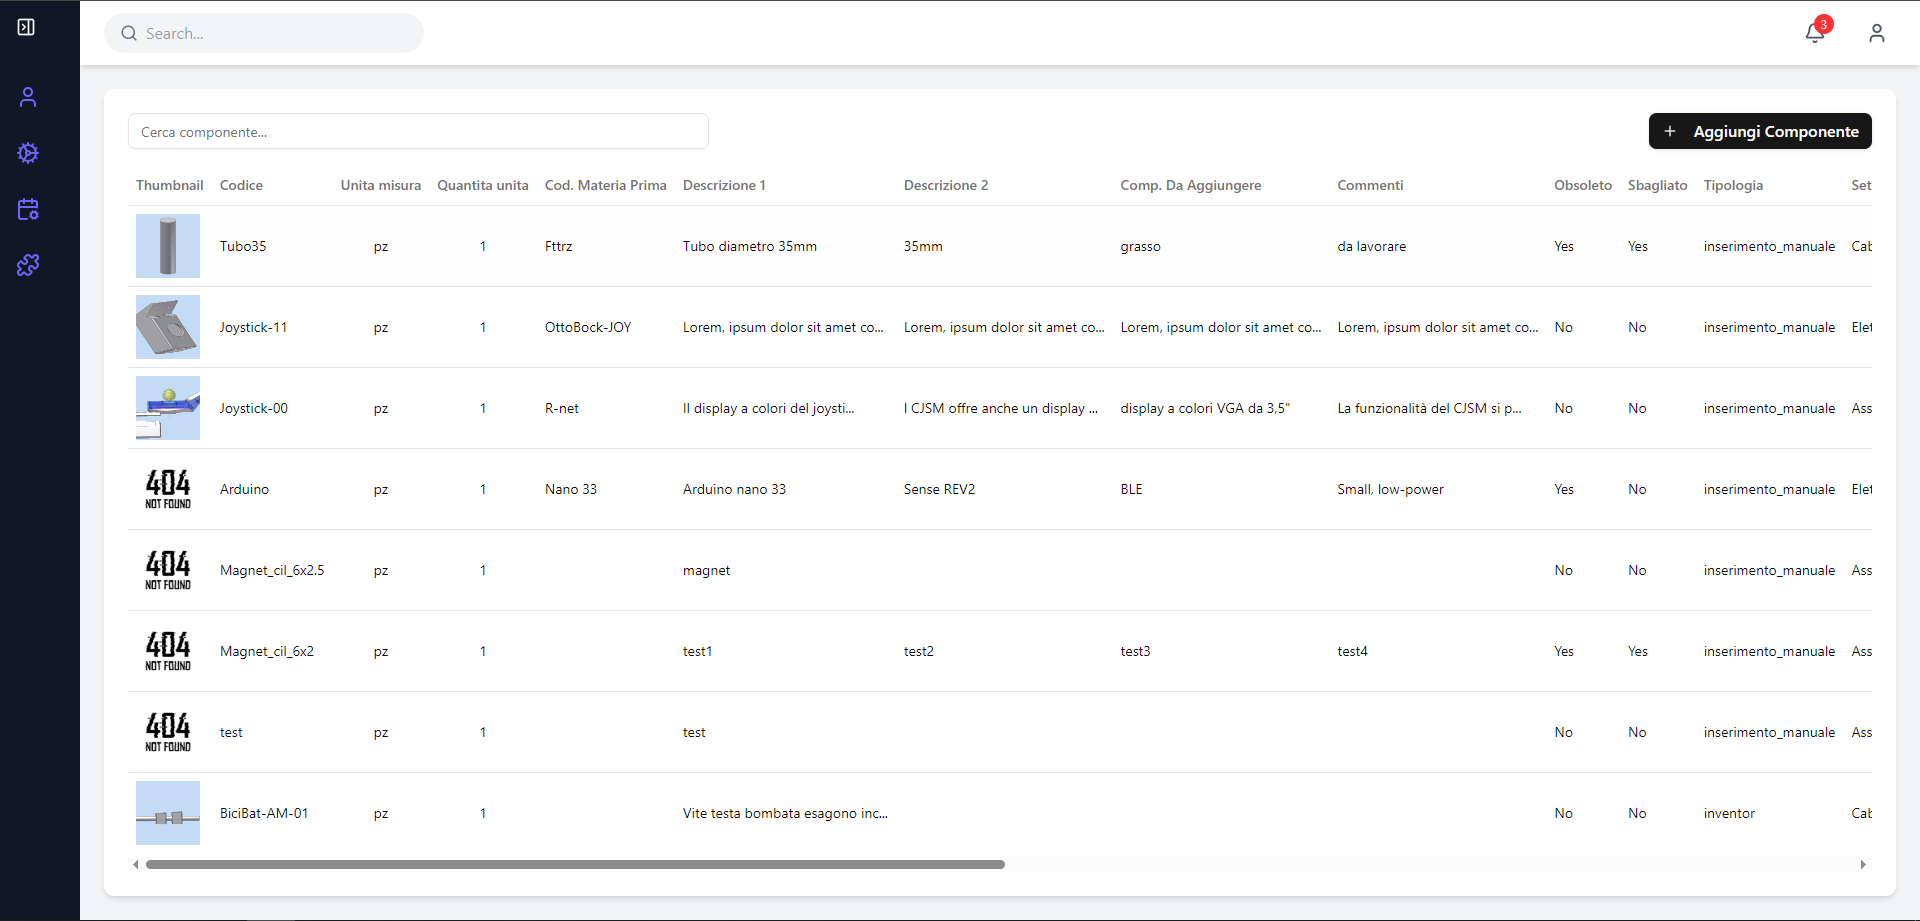 Search...
3
Cerca componente...
+ Aggiungi Componente
Thumbnail Codice Unita misura Quantita unita Cod. Materia Prima Descrizione 1 Descrizione 2 Comp. Da Aggiungere Commenti Obsoleto Sbagliato Tipologia Set
Tubo35 pz 1 Fttrz Tubo diametro 35mm 35mm grasso da lavorare Yes Yes inserimento_manuale Cab
Joystick-11 pz 1 OttoBock-JOY Lorem, ipsum dolor sit amet co... Lorem, ipsum dolor sit amet co... Lorem, ipsum dolor sit amet co... Lorem, ipsum dolor sit amet co... No No inserimento_manuale Elet
Joystick-00 pz 1 R-net Il display a colori del joysti... I CJSM offre anche un display ... display a colori VGA da 3,5" La funzionalità del CJSM si p... No No inserimento_manuale Ass
404 NOT FOUND Arduino pz 1 Nano 33 Arduino nano 33 Sense REV2 BLE Small, low-power Yes No inserimento_manuale Elet
404 NOT FOUND Magnet_cil_6x2.5 pz 1 magnet No No inserimento_manuale Ass
404 NOT FOUND Magnet_cil_6x2 pz 1 test1 test2 test3 test4 Yes Yes inserimento_manuale Ass
404 NOT FOUND test pz 1 test No No inserimento_manuale Ass
BiciBat-AM-01 pz 1 Vite testa bombata esagono inc... No No inventor Cab